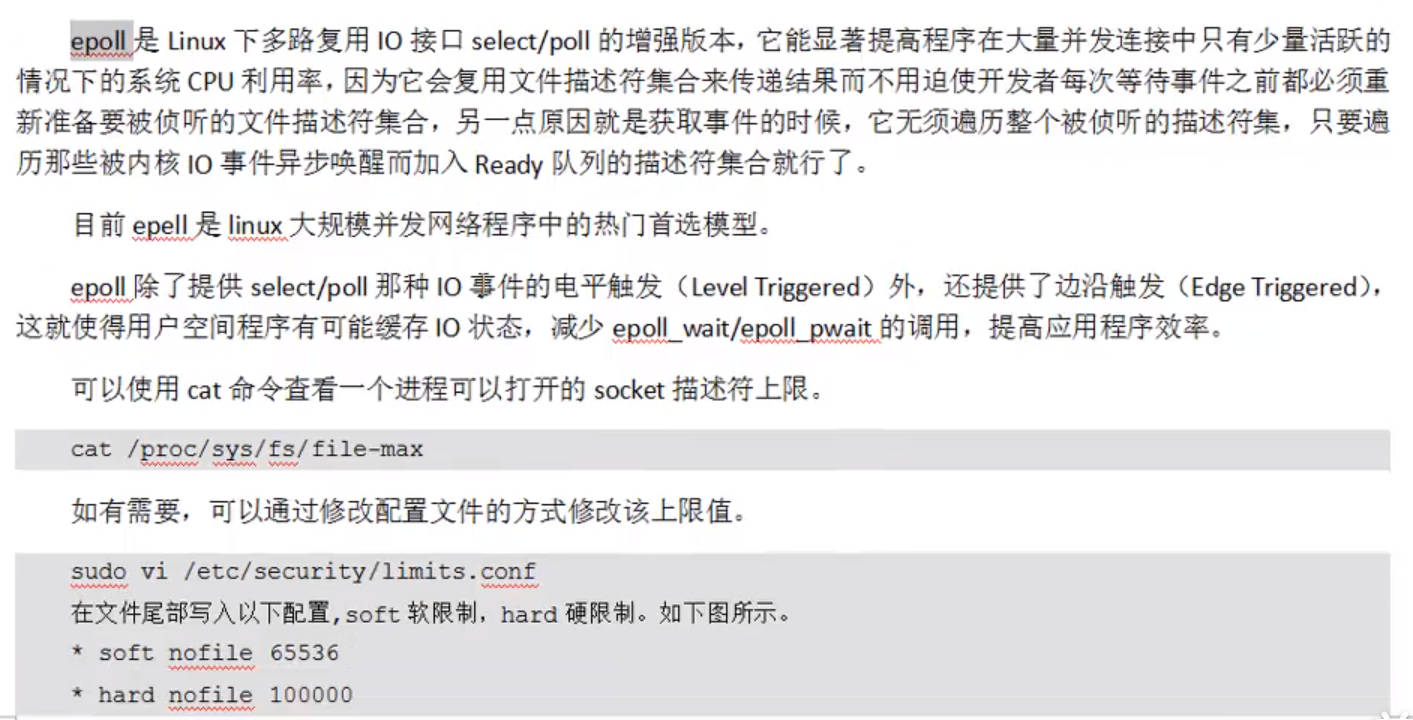 epoll 是 Linux 下多路复用 IO 接口 select/poll 的增强版本，它能显著提高程序在大量并发连接中只有少量活跃的
情况下的系统 CPU 利用率，因为它会复用文件描述符集合来传递结果而不用迫使开发者每次等待事件之前都必须重
新准备要被侦听的文件描述符集合，另一点原因就是获取事件的时候，它无须遍历整个被侦听的描述符集，只要遍
历那些被内核 IO 事件异步唤醒而加入 Ready 队列的描述符集合就行了。
目前 epell 是 linux 大规模并发网络程序中的热门首选模型。
epoll 除了提供 select/poll 那种 IO 事件的电平触发（Level Triggered）外，还提供了边沿触发（Edge Triggered），
这就使得用户空间程序有可能缓存 IO 状态，减少 epoll_wait/epoll_pwait 的调用，提高应用程序效率。
可以使用 cat 命令查看一个进程可以打开的 socket 描述符上限。
cat /proc/sys/fs/file-max
如有需要，可以通过修改配置文件的方式修改该上限值。
sudo vi /etc/security/limits.conf
在文件尾部写入以下配置,soft 软限制，hard 硬限制。如下图所示。
* soft nofile 65536
* hard nofile 100000